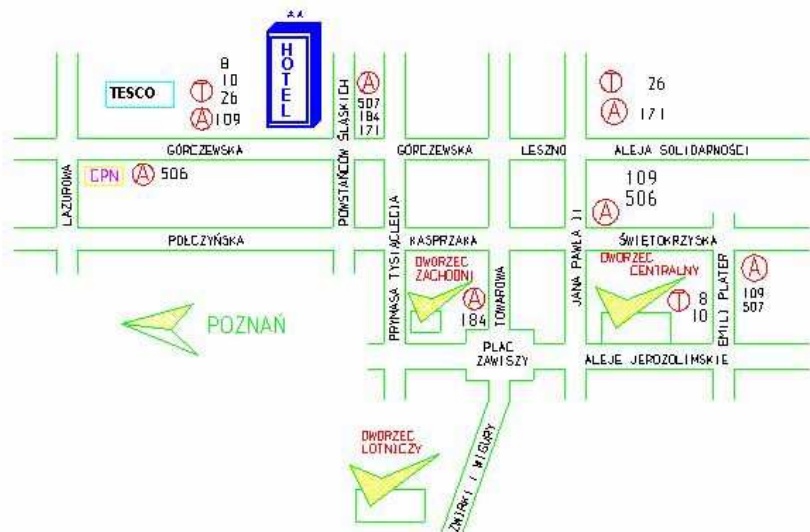 HOTEL
TESCO
T
8
10
26
A 109
POWSTAŃCÓW ŚLĄSKICH
A
507
184
171
T 26
A 171
GÓRCZEWSKA
GÓRCZEWSKA
LESZNO
ALEJA SOLIDARNOŚCI
LAZUROWA
CPN A 506
109
506
A
POŁCZYŃSKA
PRYMASA TYSIĄCLECIA
KASPRZAKA
JANA PAWŁA II
ŚWIĘTOKRZYSKA
DWORZEC
ZACHODNI
A
184
TOWAROWA
DWORZEC
CENTRALNY
T 8
10
EMILI PLATER
A
109
507
POZNAŃ
PLAC
ZAWISZY
ALEJE JEROZOLIMSKIE
DWORZEC
LOTNICZY
ŻWIRKI I WIGURY